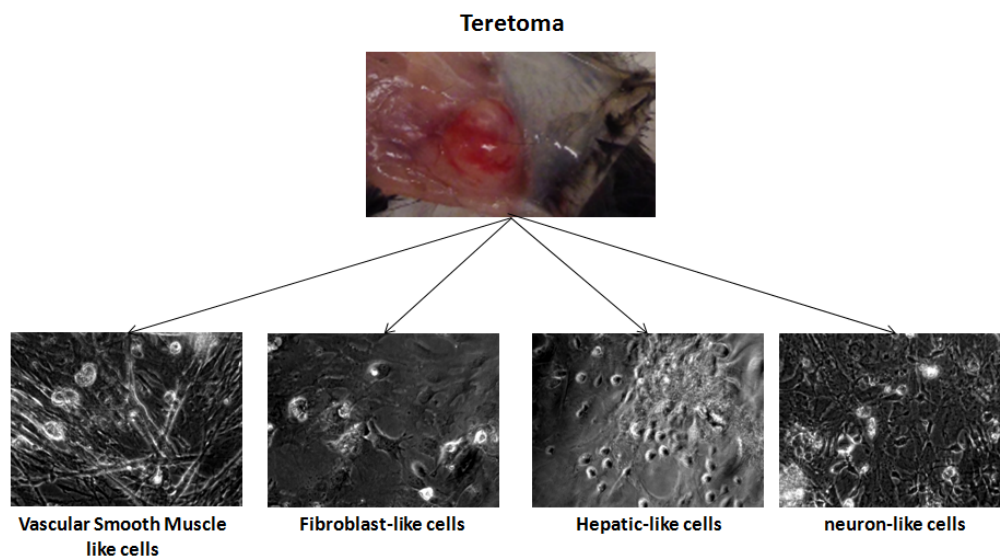 Teretoma
Vascular Smooth Muscle
like cells
Fibroblast-like cells
Hepatic-like cells
neuron-like cells